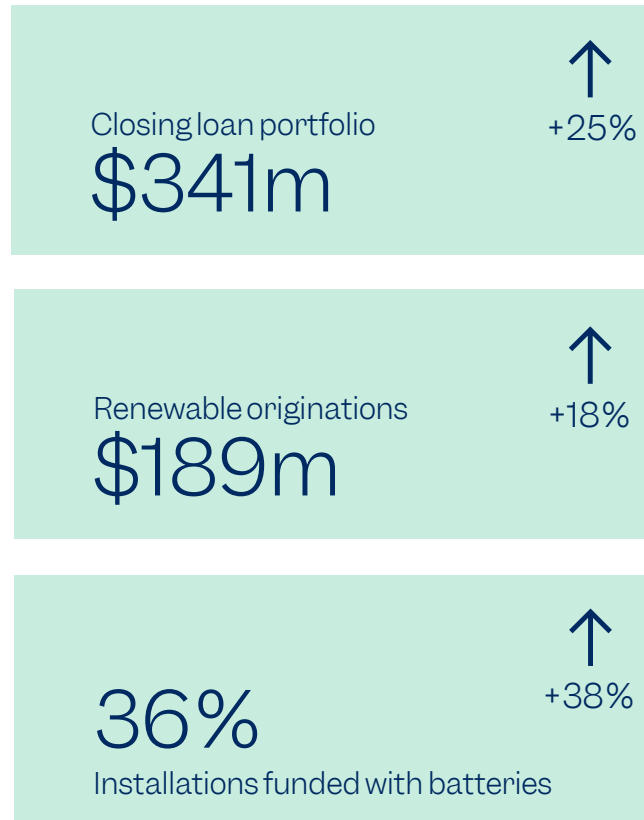 Closing loan portfolio
$341m
+25%
Renewable originations
$189m
+18%
36%
Installations funded with batteries
+38%